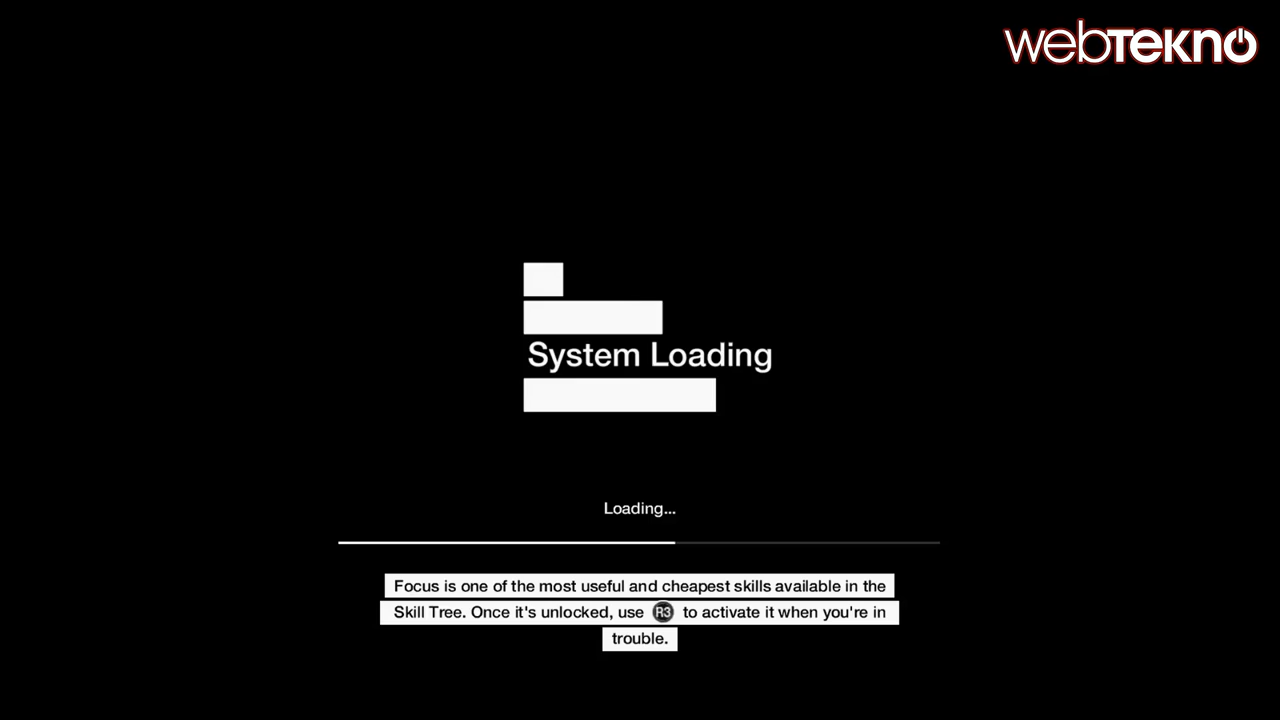 webTEKNO
System Loading
Loading...
Focus is one of the most useful and cheapest skills available in the
Skill Tree. Once it's unlocked, use R3 to activate it when you're in
trouble.